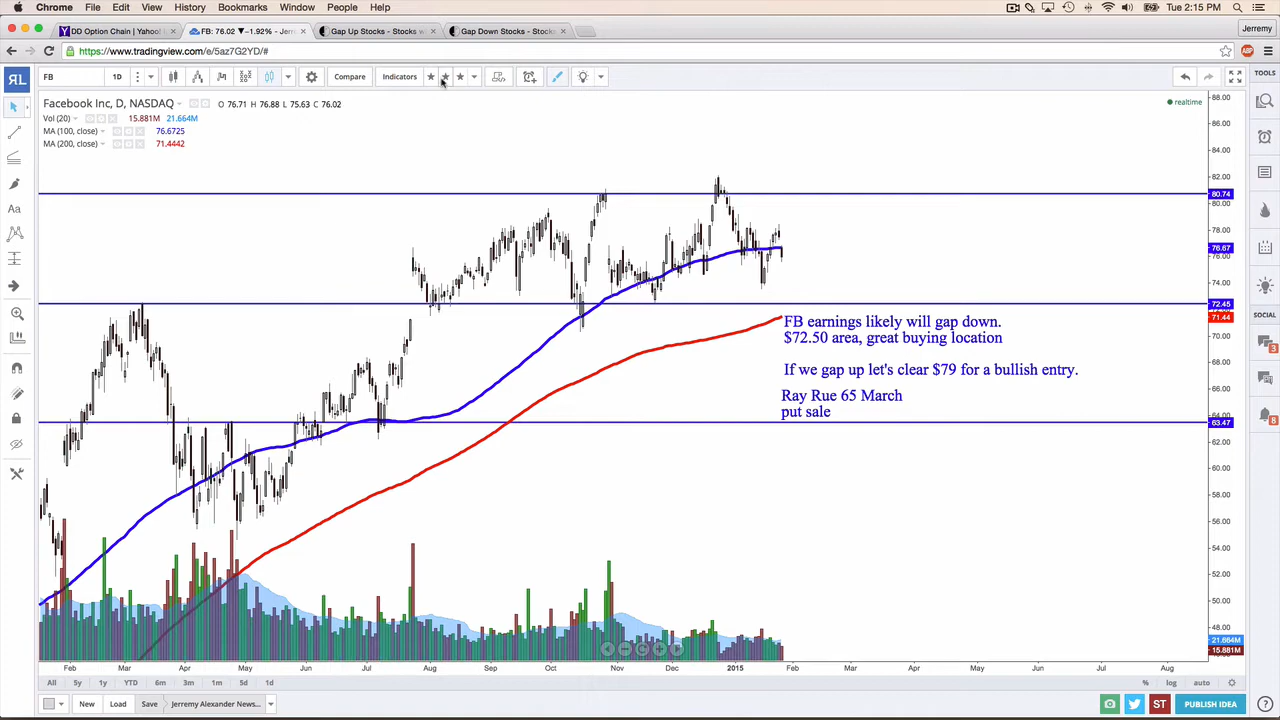 Chrome File Edit View History Bookmarks Window People Help Tue 2:15 PM
DD Option Chain | Yahoo! FB: 76.02 ▼-1.92% - Jer Gap Up Stocks - Stocks w Gap Down Stocks - Stocks Jeremy
https://www.tradingview.com/e/5az7G2YD/#
FB 1D Compare Indicators TOOLS
Facebook Inc, D, NASDAQ O 76.71 H 76.88 L 75.63 C 76.02 realtime
Vol (20) 15.881M 21.664M
MA (100, close) 76.6725
MA (200, close) 71.4442
88.00
86.00
84.00
82.00
80.74
80.00
78.00
76.67
76.00
74.00
72.45
71.44
70.00
68.00
66.00
64.00
63.47
62.00
60.00
58.00
56.00
54.00
52.00
50.00
48.00
21.664M
15.881M
FB earnings likely will gap down.
$72.50 area, great buying location
If we gap up let's clear $79 for a bullish entry.
Ray Rue 65 March
put sale
SOCIAL
3
8
Feb Mar Apr May Jun Jul Aug Sep Oct Nov Dec 2015 Feb Mar Apr May Jun Jul Aug
All 5y 1y YTD 6m 3m 1m 5d 1d % log auto
New Load Save Jerremy Alexander News... ST PUBLISH IDEA